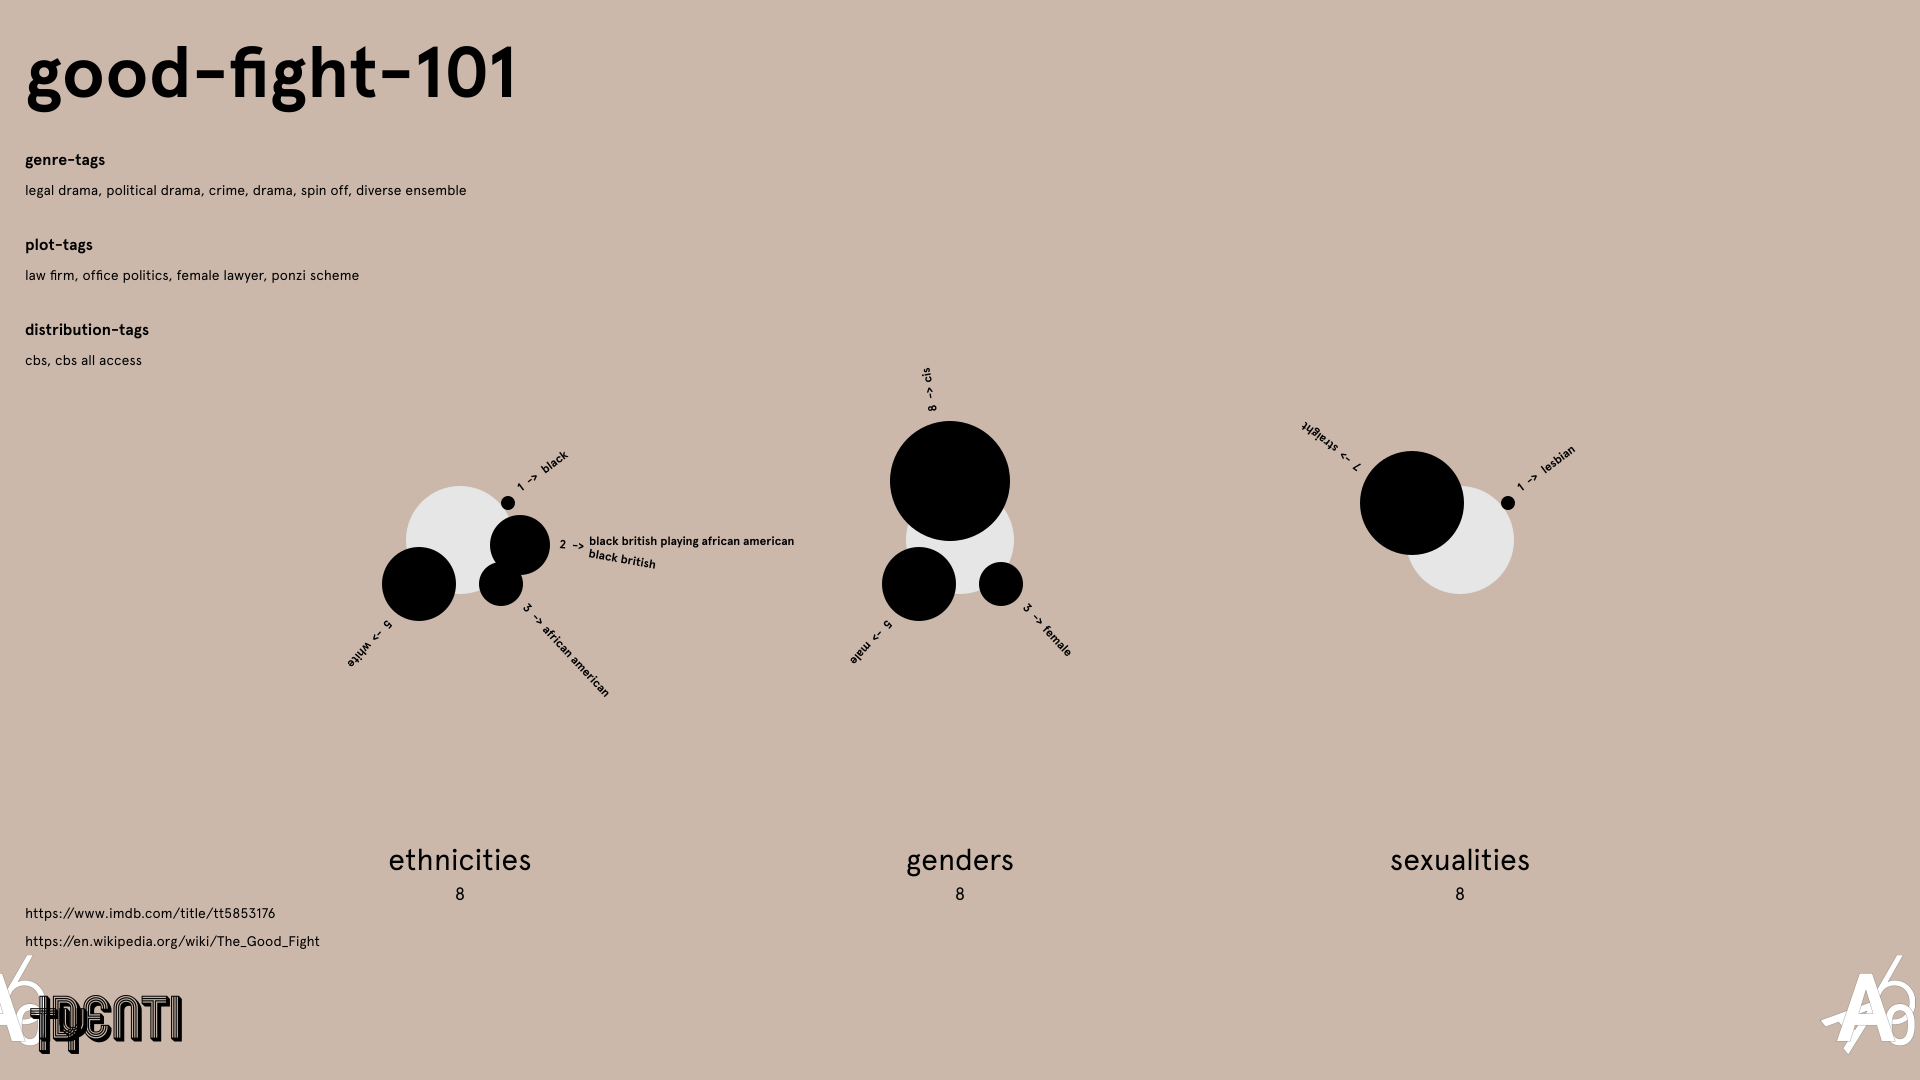 good-fight-101
genre-tags
legal drama, political drama, crime, drama, spin off, diverse ensemble
plot-tags
law firm, office politics, female lawyer, ponzi scheme
distribution-tags
cbs, cbs all access
1 -> black
2 -> black british playing african american
black british
3 -> african american
5 -> white
8 -> cis
5 -> male
3 -> female
7 -> straight
1 -> lesbian
ethnicities
8
genders
8
sexualities
8
https://www.imdb.com/title/tt5853176
https://en.wikipedia.org/wiki/The_Good_Fight
IDENTI